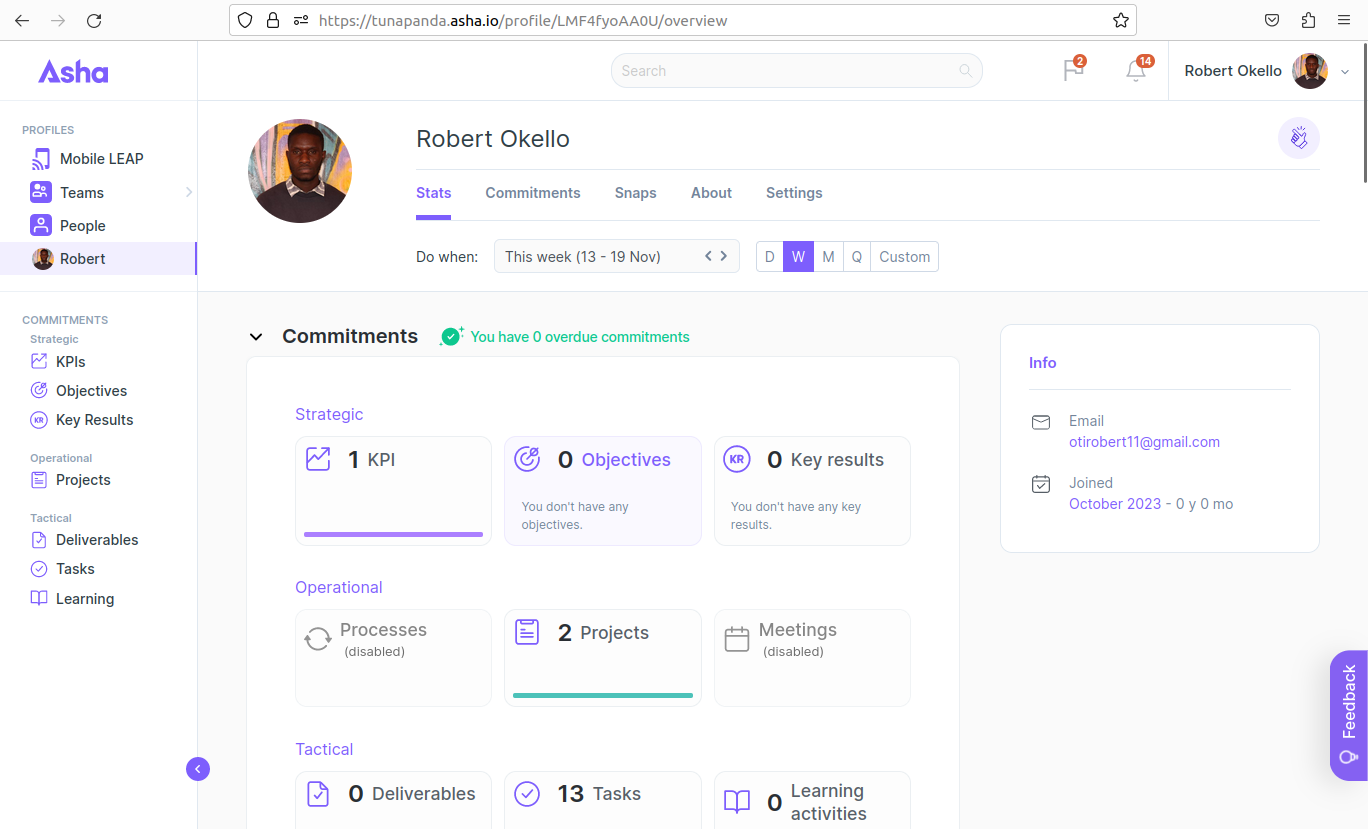 https://tunapanda.asha.io/profile/LMF4fyoAA0U/overview
Asha
Search
2
14
Robert Okello
PROFILES
Mobile LEAP
Teams
People
Robert
COMMITMENTS
Strategic
KPIs
Objectives
KR Key Results
Operational
Projects
Tactical
Deliverables
Tasks
Learning
Robert Okello
Stats Commitments Snaps About Settings
Do when: This week (13 - 19 Nov) D W M Q Custom
Commitments You have 0 overdue commitments
Strategic
1 KPI
0 Objectives
You don't have any
objectives.
KR 0 Key results
You don't have any key
results.
Operational
Processes
(disabled)
2 Projects
Meetings
(disabled)
Tactical
0 Deliverables
13 Tasks
0 Learning
activities
Info
Email
otirobert11@gmail.com
Joined
October 2023 - 0 y 0 mo
Feedback